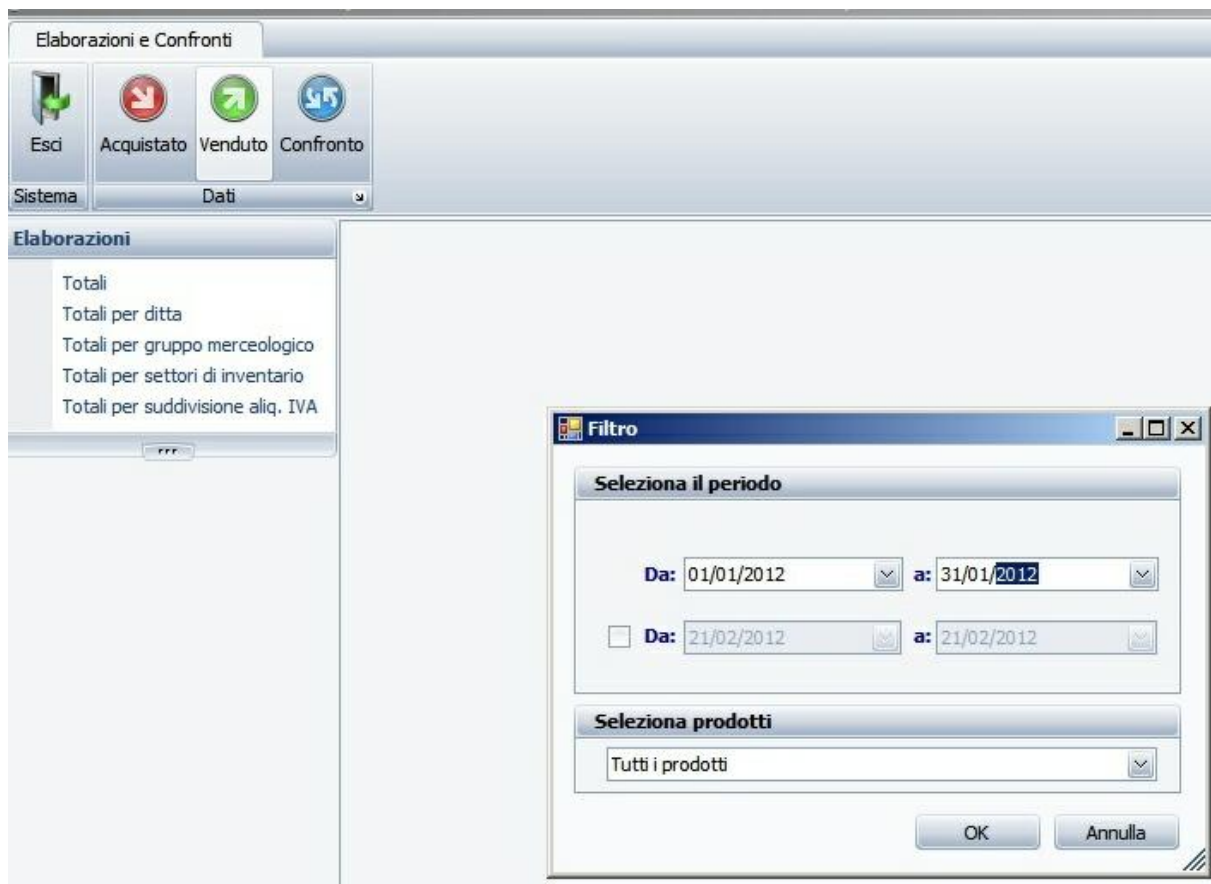 Elaborazioni e Confronti
Esci
Acquistato
Venduto
Confronto
Sistema
Dati
Elaborazioni
Totali
Totali per ditta
Totali per gruppo merceologico
Totali per settori di inventario
Totali per suddivisione aliq. IVA
Filtro
Seleziona il periodo
Da: 01/01/2012 a: 31/01/2012
Da: 21/02/2012 a: 21/02/2012
Seleziona prodotti
Tutti i prodotti
OK Annulla